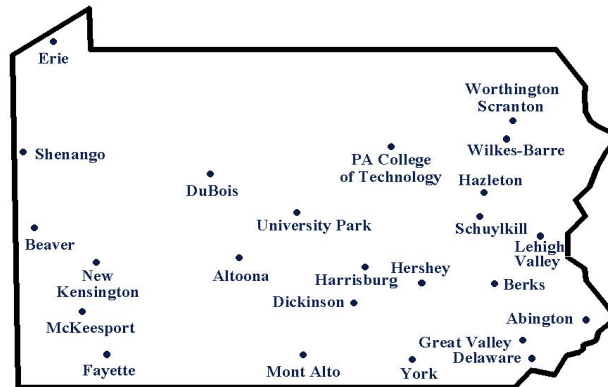 Erie
Worthington
Scranton
Shenango
PA College
of Technology
Wilkes-Barre
DuBois
Hazleton
University Park
Schuylkill
Beaver
Lehigh
Valley
New
Kensington
Altoona
Harrisburg
Hershey
Berks
Dickinson
McKeesport
Abington
Great Valley
Fayette
Mont Alto
York
Delaware